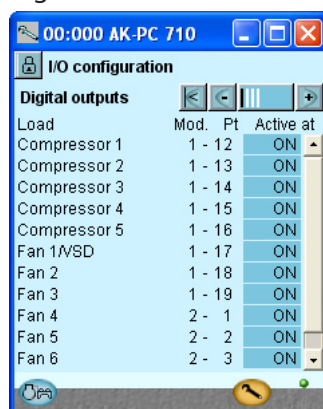 00:000 AK-PC 710
I/O configuration
Digital outputs
Load Mod. Pt Active at
Compressor 1 1 - 12 ON
Compressor 2 1 - 13 ON
Compressor 3 1 - 14 ON
Compressor 4 1 - 15 ON
Compressor 5 1 - 16 ON
Fan 1/VSD 1 - 17 ON
Fan 2 1 - 18 ON
Fan 3 1 - 19 ON
Fan 4 2 - 1 ON
Fan 5 2 - 2 ON
Fan 6 2 - 3 ON